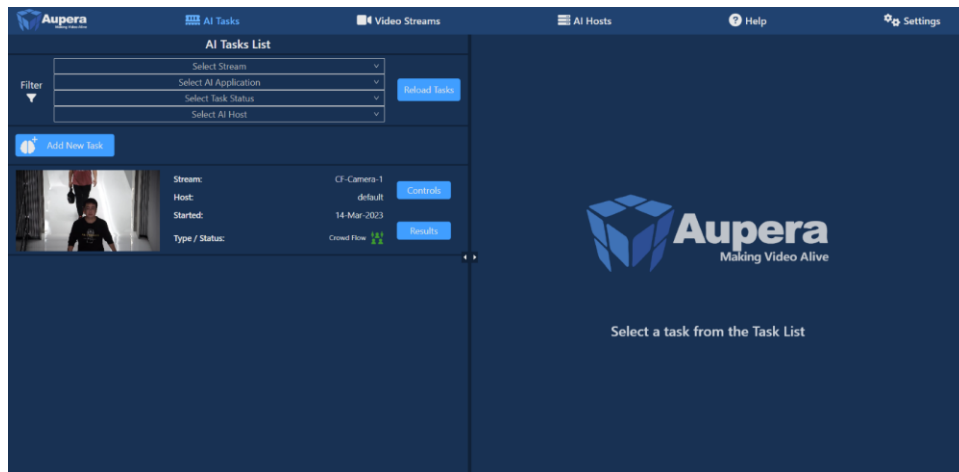 Aupera
Making Video Alive
AI Tasks
Video Streams
AI Hosts
Help
Settings
AI Tasks List
Filter
Select Stream
Select AI Application
Select Task Status
Select AI Host
Reload Tasks
Add New Task
Stream: CF-Camera-1
Host: default
Started: 14-Mar-2023
Type / Status: Crowd Flow
Controls
Results
Aupera
Making Video Alive
Select a task from the Task List